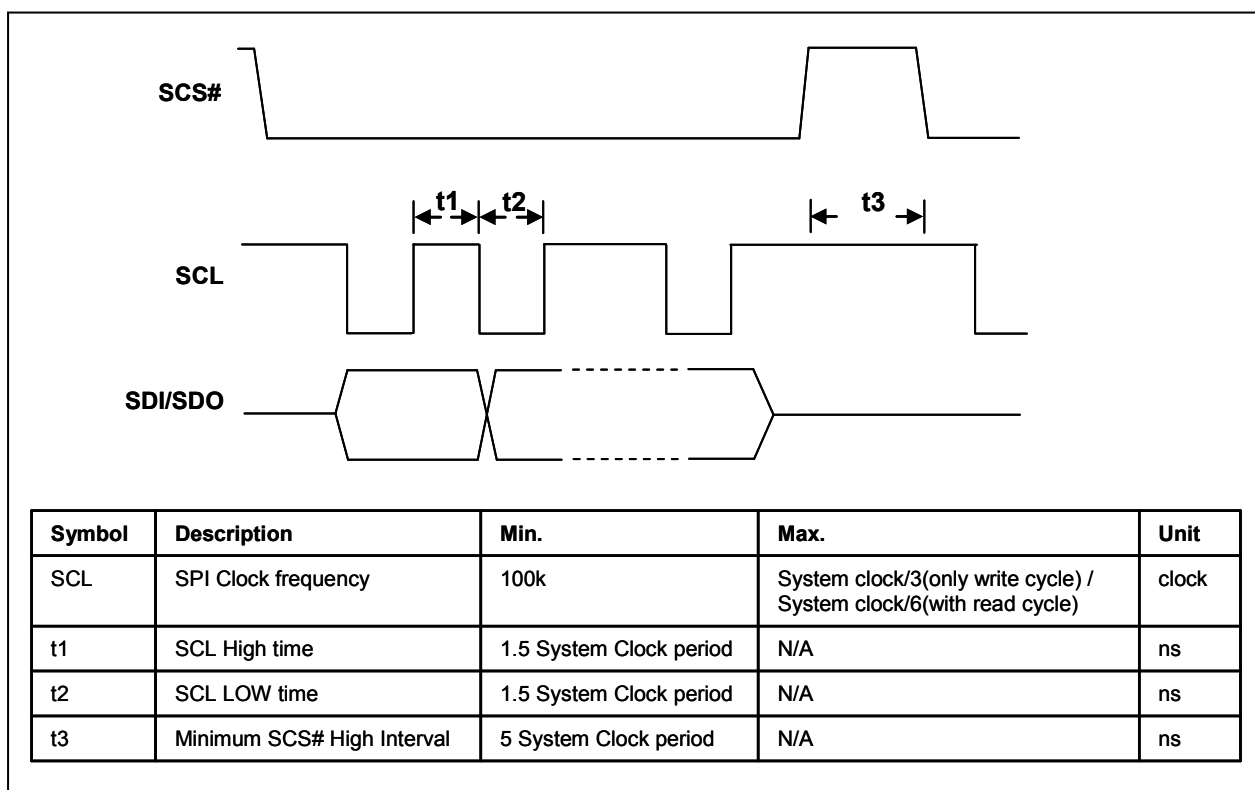 SCS#
t1 t2 t3
SCL
SDI/SDO
Symbol Description Min. Max. Unit
SCL SPI Clock frequency 100k System clock/3(only write cycle) / clock
System clock/6(with read cycle)
t1 SCL High time 1.5 System Clock period N/A ns
t2 SCL LOW time 1.5 System Clock period N/A ns
t3 Minimum SCS# High Interval 5 System Clock period N/A ns